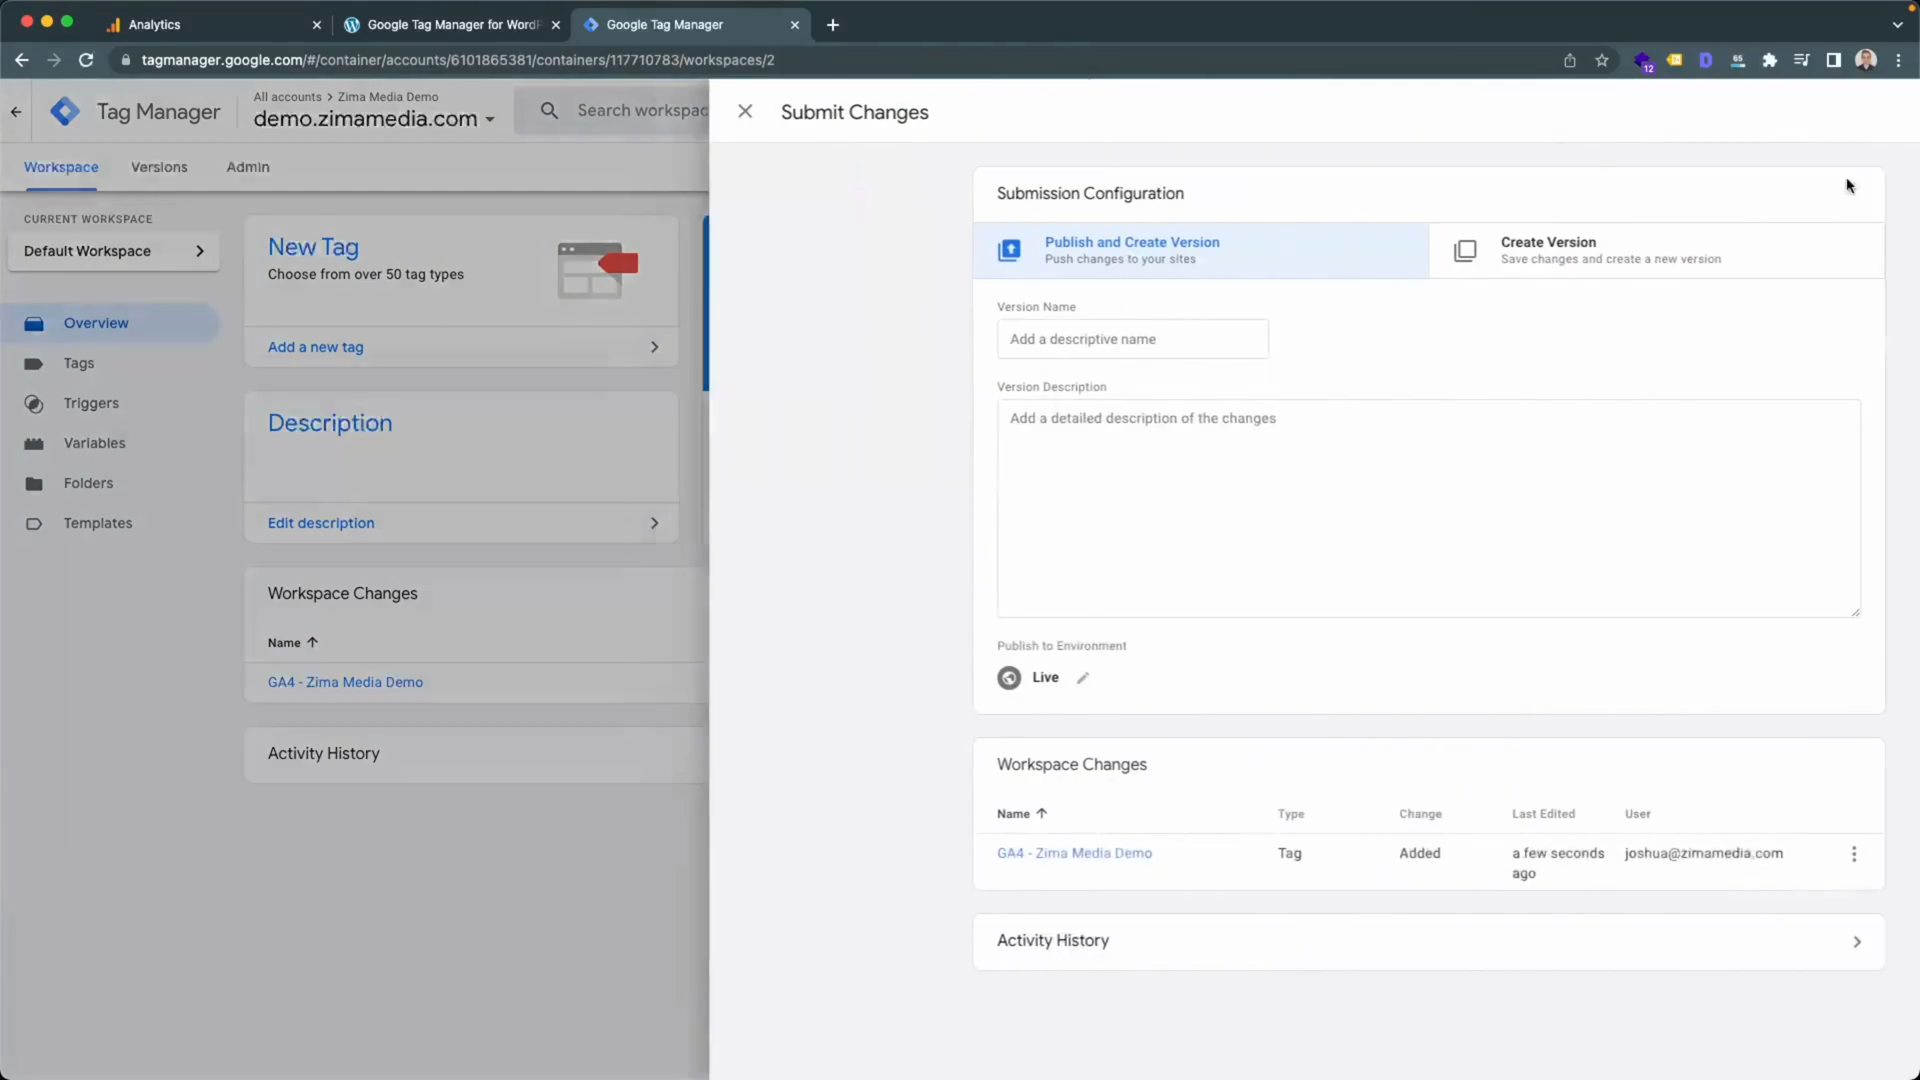 Analytics
Google Tag Manager for WordP
Google Tag Manager
tagmanager.google.com/#/container/accounts/6101865381/containers/117710783/workspaces/2
12
65
Tag Manager
All accounts > Zima Media Demo
demo.zimamedia.com
Search workspac
Submit Changes
Workspace
Versions
Admin
CURRENT WORKSPACE
Default Workspace
Overview
Tags
Triggers
Variables
Folders
Templates
New Tag
Choose from over 50 tag types
Add a new tag
Description
Edit description
Workspace Changes
Name
GA4 - Zima Media Demo
Activity History
Submission Configuration
Publish and Create Version
Push changes to your sites
Create Version
Save changes and create a new version
Version Name
Add a descriptive name
Version Description
Add a detailed description of the changes
Publish to Environment
Live
Workspace Changes
Name Type Change Last Edited User
GA4 - Zima Media Demo Tag Added a few seconds joshua@zimamedia.com
ago
Activity History